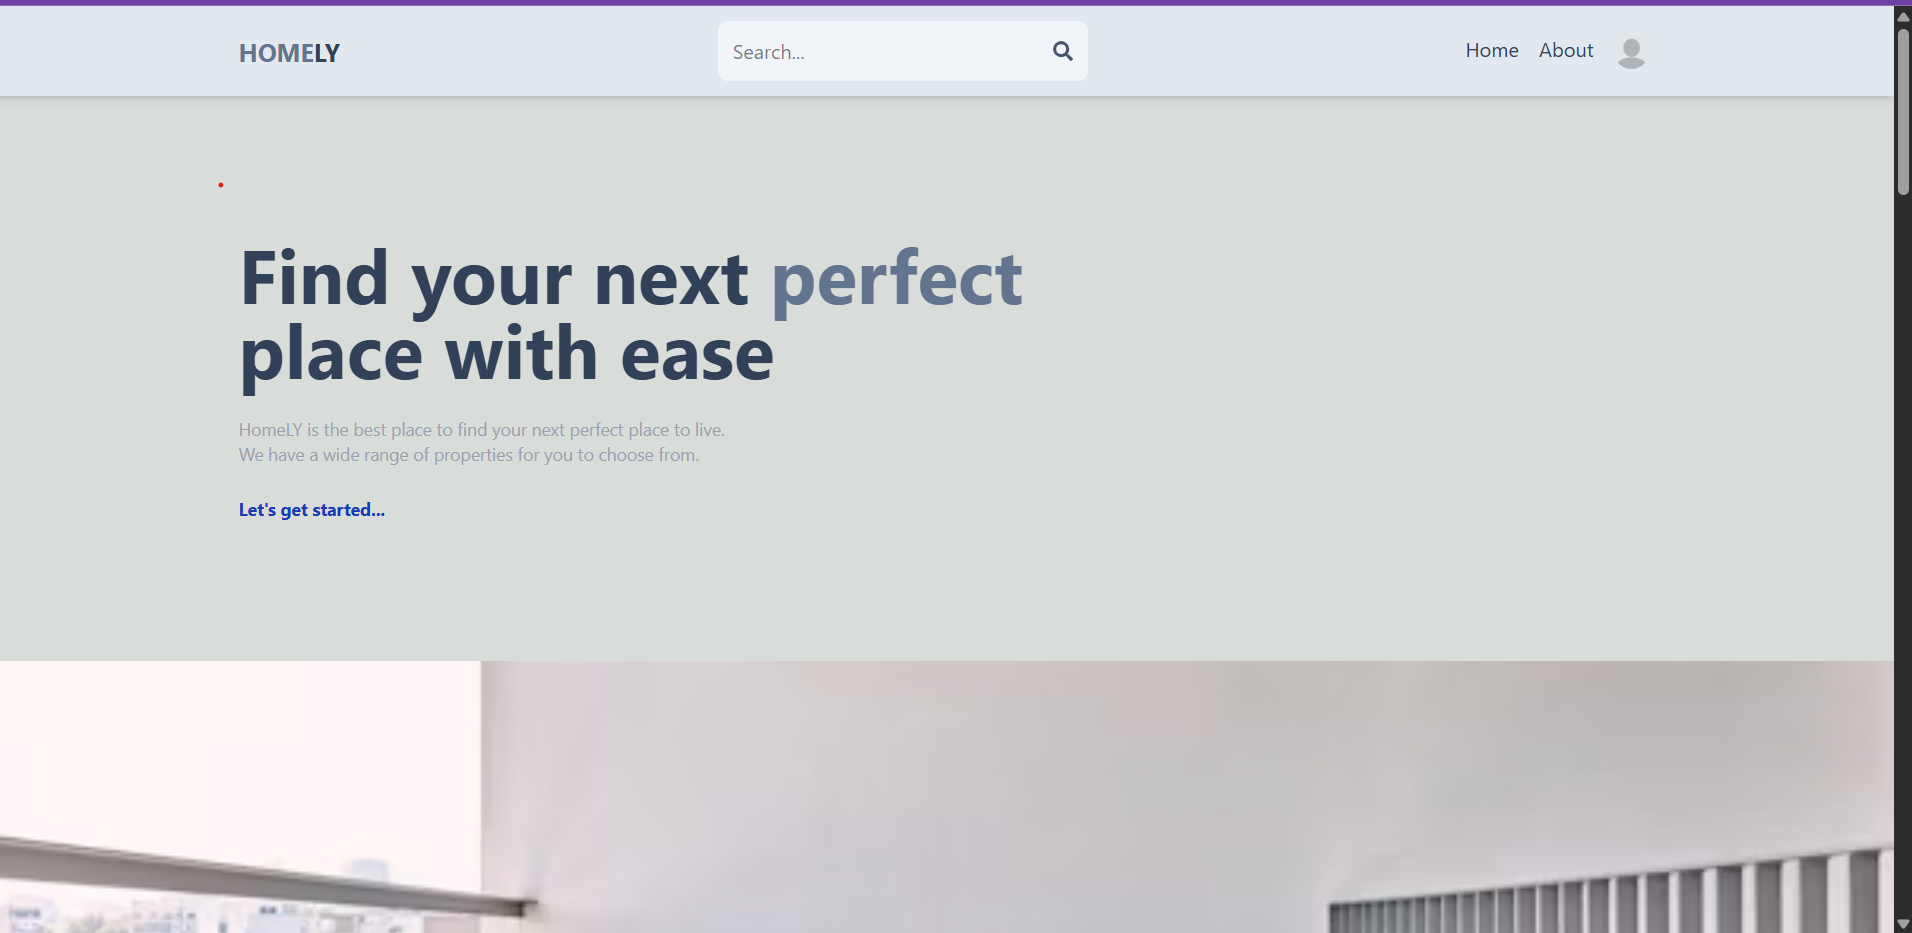 HOMELY
Search...
Home
About
Find your next perfect
place with ease
HomeLY is the best place to find your next perfect place to live.
We have a wide range of properties for you to choose from.
Let's get started...